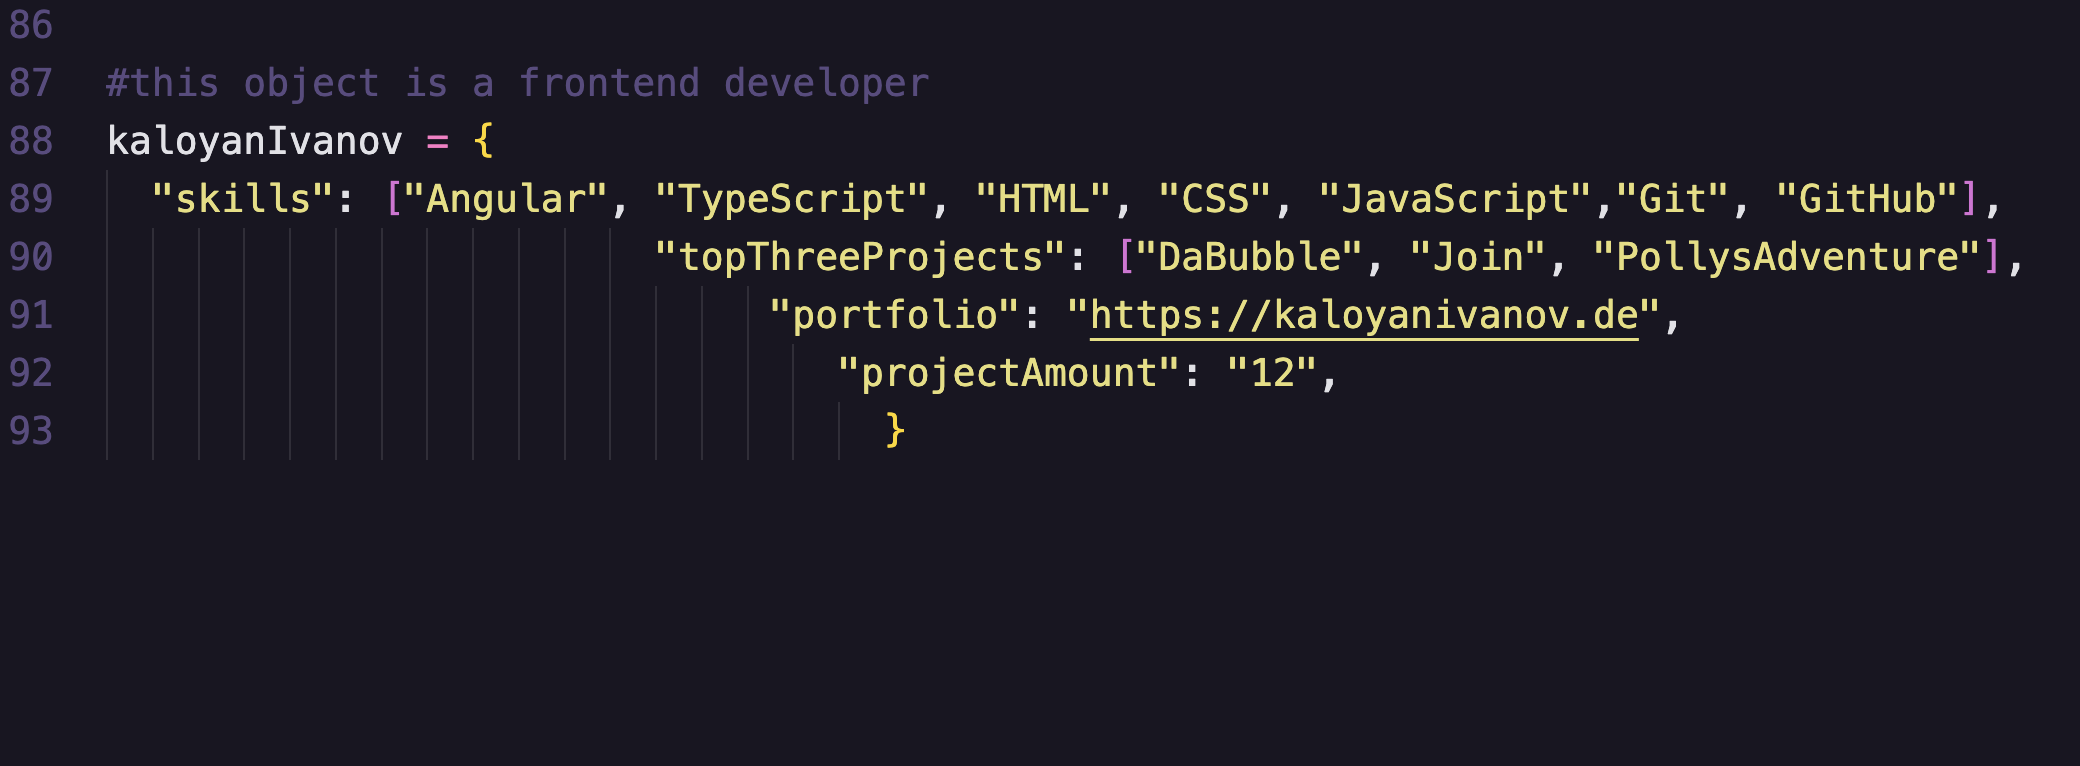 86
87 #this object is a frontend developer
88 kaloyanIvanov = {
89 "skills": ["Angular", "TypeScript", "HTML", "CSS", "JavaScript","Git", "GitHub"],
90 "topThreeProjects": ["DaBubble", "Join", "PollysAdventure"],
91 "portfolio": "https://kaloyanivanov.de",
92 "projectAmount": "12",
93 }